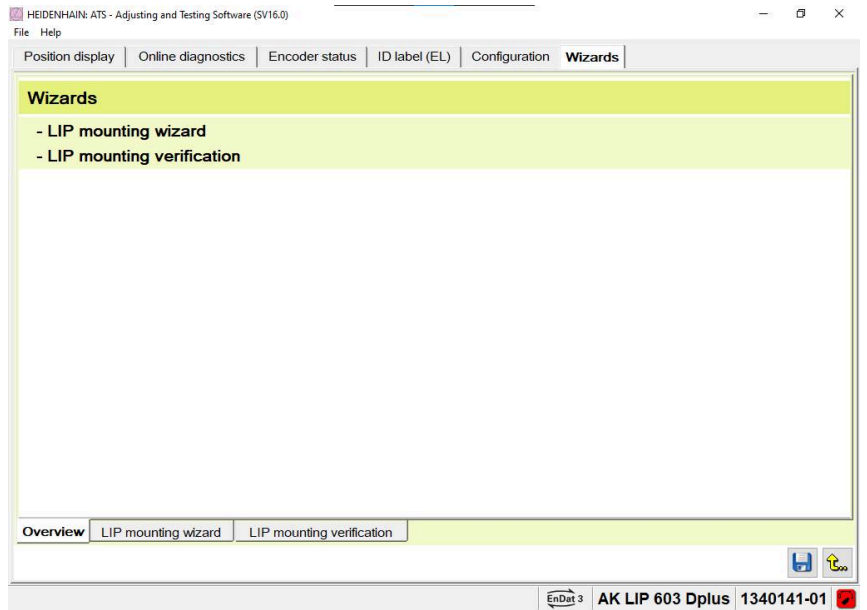 HEIDENHAIN: ATS - Adjusting and Testing Software (SV16.0)
File Help
Position display Online diagnostics Encoder status ID label (EL) Configuration Wizards
Wizards
- LIP mounting wizard
- LIP mounting verification
Overview LIP mounting wizard LIP mounting verification
EnDat 3 AK LIP 603 Dplus 1340141-01